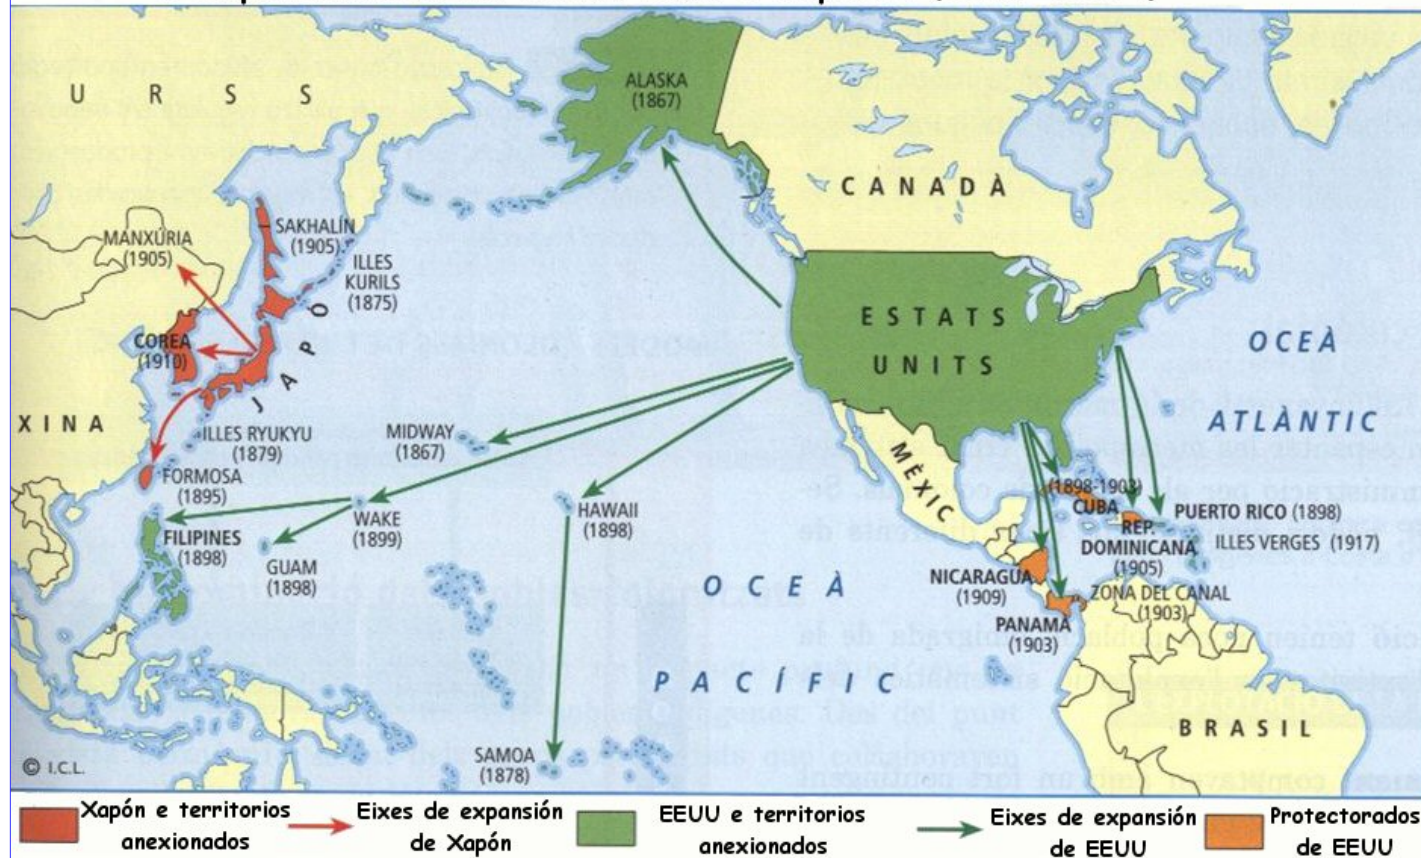 U R S S
ALASKA
(1867)
CANADÀ
MANXÚRIA
(1905)
SAKHALÍN
(1905)
ILLES
KURILS
(1875)
COREA
(1910)
JAPÓ
XINA
ILLES RYUKYU
(1879)
FORMOSA
(1895)
FILIPINES
(1898)
MIDWAY
(1867)
WAKE
(1899)
GUAM
(1898)
HAWAII
(1898)
SAMOA
(1878)
ESTATS
UNITS
MÈXIC
OCEÀ
ATLÀNTIC
(1898-1903)
CUBA
PUERTO RICO (1898)
REP.
DOMINICANA
(1905)
ILLES VERGES (1917)
NICARAGUA
(1909)
ZONA DEL CANAL
(1903)
PANAMÀ
(1903)
OCEÀ
PACÍFIC
BRASIL
© I.C.L.
Xapón e territorios
anexionados
Eixes de expansión
de Xapón
EEUU e territorios
anexionados
Eixes de expansión
de EEUU
Protectorados
de EEUU